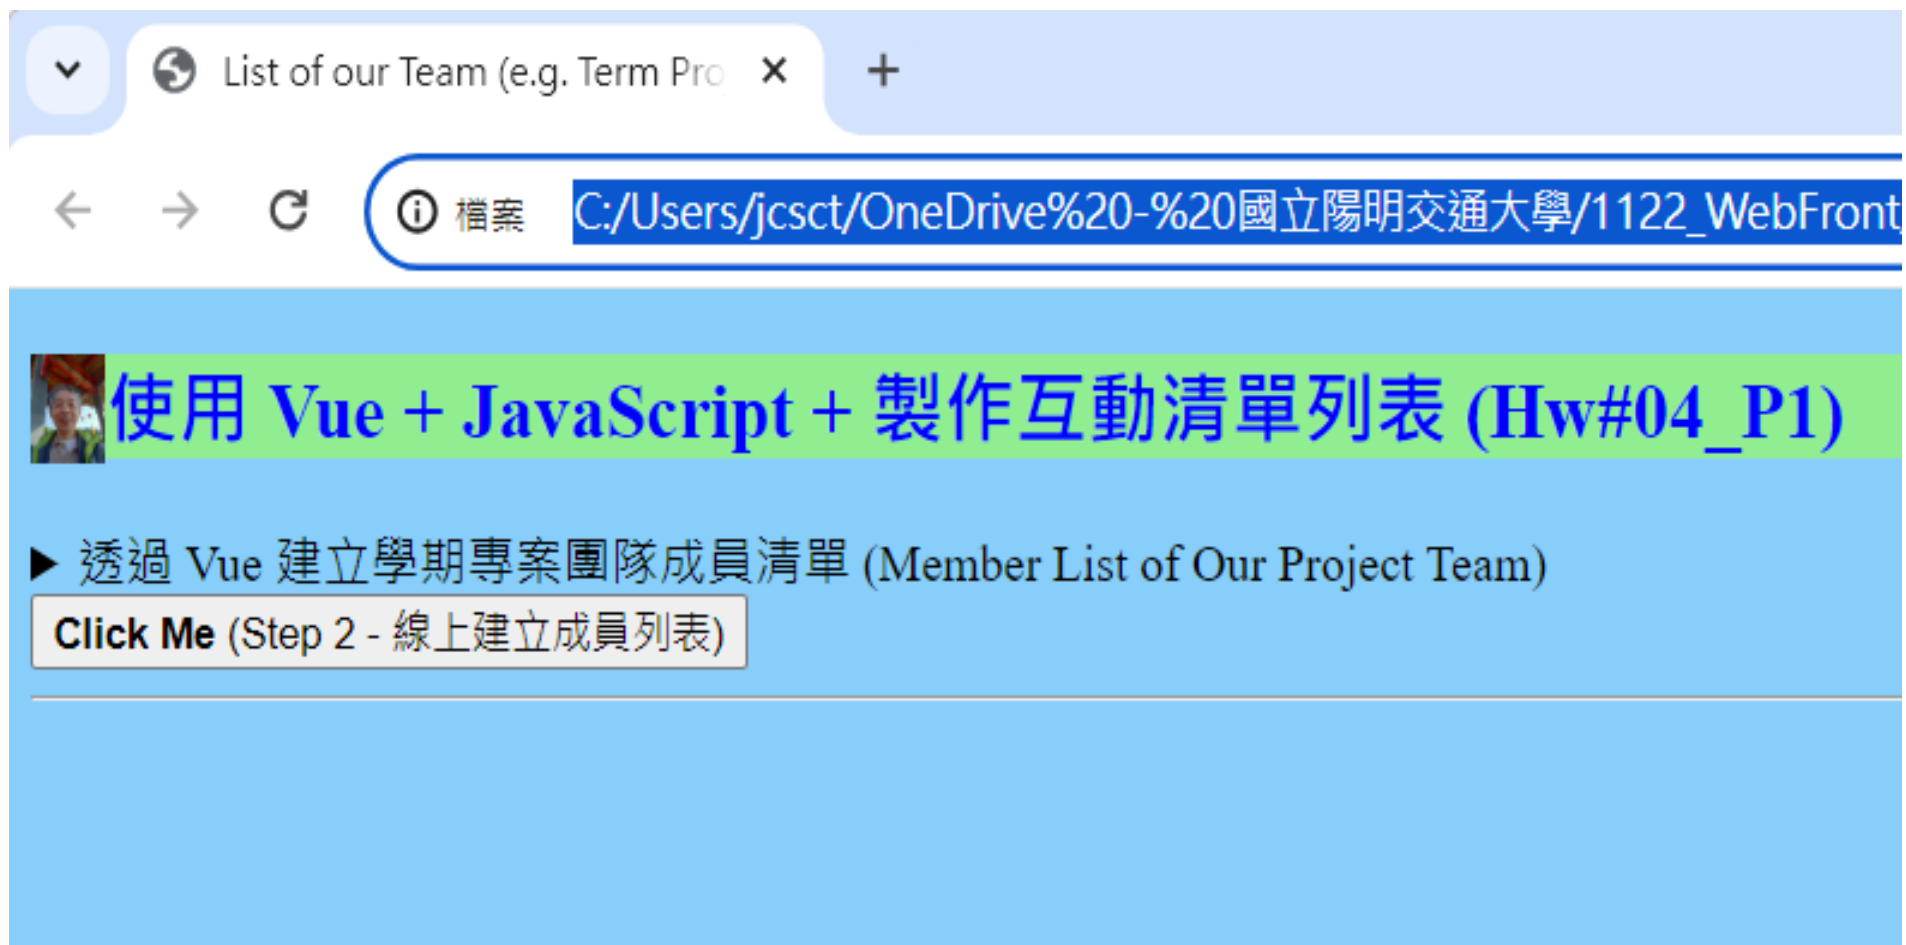 List of our Team (e.g. Term Pro
檔案 C:/Users/jcsct/OneDrive%20-%20國立陽明交通大學/1122_WebFront_
使用 Vue + JavaScript + 製作互動清單列表 (Hw#04_P1)
透過 Vue 建立學期專案團隊成員清單 (Member List of Our Project Team)
Click Me (Step 2 - 線上建立成員列表)